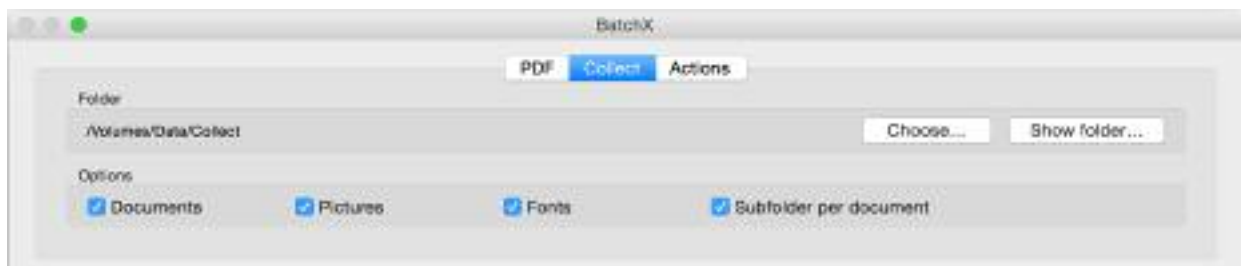 BatchX
PDF Collect Actions
Folder
/Volumes/Data/Collect Choose... Show folder...
Options
Documents Pictures Fonts Subfolder per document